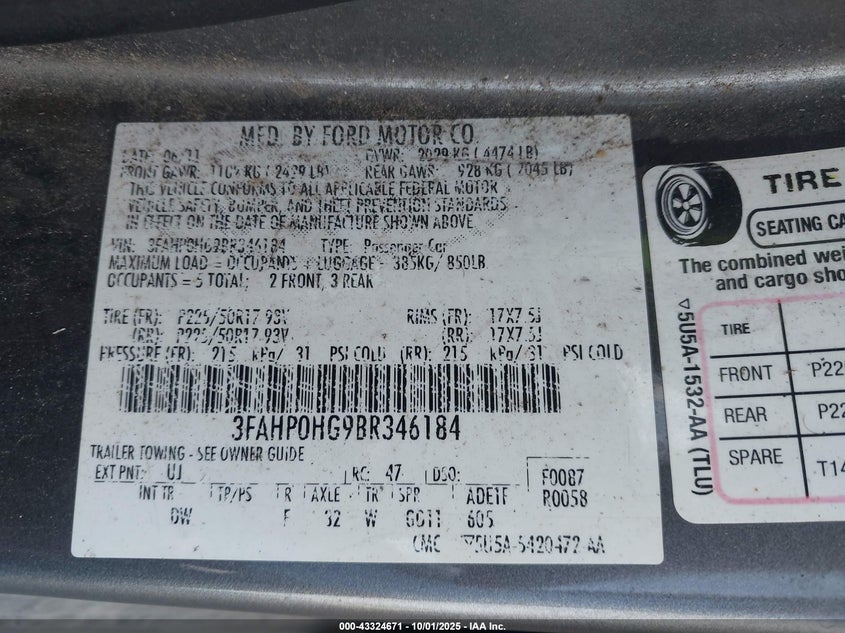 MFD. BY FORD MOTOR CO.
DATE: 06/11 GVWR: 2029 KG (4474 LB)
FRONT GAWR: KG ( LB) REAR GAWR: 928 KG ( 2045 LB)
THIS VEHICLE CONFORMS TO ALL APPLICABLE FEDERAL MOTOR
VEHICLE SAFETY, BUMPER, AND THEFT PREVENTION STANDARDS
IN EFFECT ON THE DATE OF MANUFACTURE SHOWN ABOVE
VIN: 3FAHP0HG9BR346184 TYPE: Passenger Car
MAXIMUM LOAD = OCCUPANTS + LUGGAGE = 385KG/ 850LB
OCCUPANTS = 5 TOTAL: 2 FRONT, 3 REAR
TIRE (FR): P225/50R17 93V RIMS (FR): 17X7.5J
(RR): P225/50R17 93V (RR): 17X7.5J
PRESSURE (FR): 215 kPa/ 31 PSI COLD (RR): 215 kPa/ 31 PSI COLD
3FAHP0HG9BR346184
TRAILER TOWING - SEE OWNER GUIDE
EXT PNT: UJ RC: 47 DSO: F0087
R0058
INT TR TP/PS R AXLE TR SPR ADE1F
DW F 32 W GG11 605
CMC ▽5U5A-5420472-AA
TIRE
SEATING CA
The combined wei
and cargo sho
TIRE
FRONT P22
REAR P22
SPARE T14
▽5U5A-1532-AA (TLU)
000-43324671 - 10/01/2025 - IAA Inc.